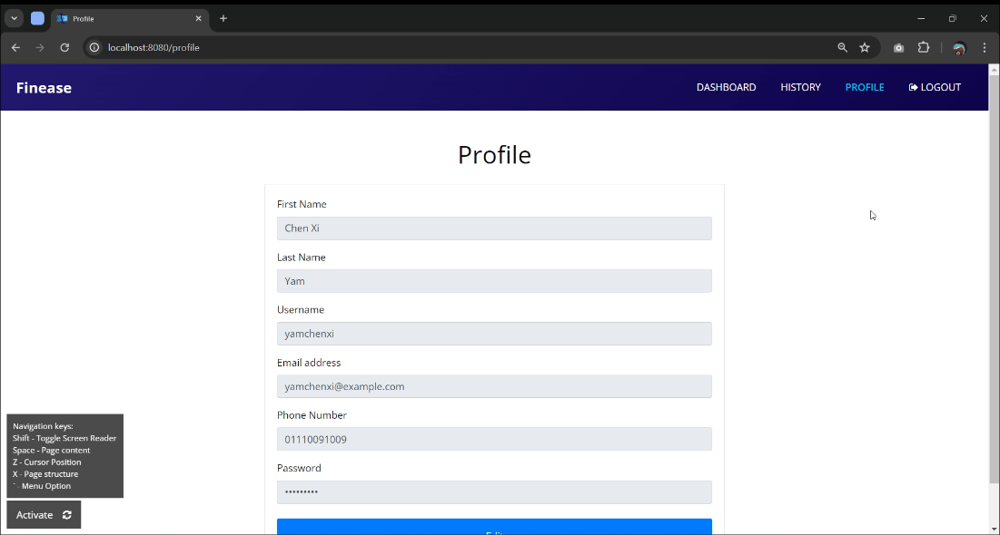 Profile
localhost:8080/profile
Finease
DASHBOARD
HISTORY
PROFILE
LOGOUT
Profile
First Name
Chen Xi
Last Name
Yam
Username
yamchenxi
Email address
yamchenxi@example.com
Phone Number
01110091009
Password
•••••••••
Edit
Navigation keys:
Shift - Toggle Screen Reader
Space - Page content
Z - Cursor Position
X - Page structure
` - Menu Option
Activate